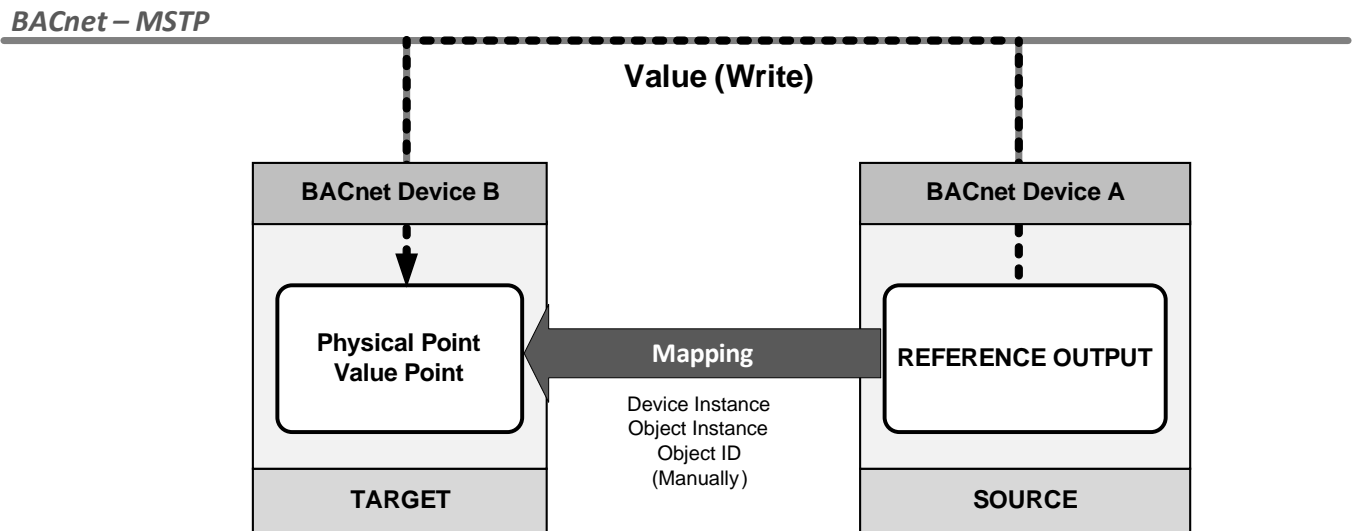 BACnet – MSTP
Value (Write)
BACnet Device B
BACnet Device A
Physical Point
Value Point
Mapping
REFERENCE OUTPUT
Device Instance
Object Instance
Object ID
(Manually)
TARGET
SOURCE